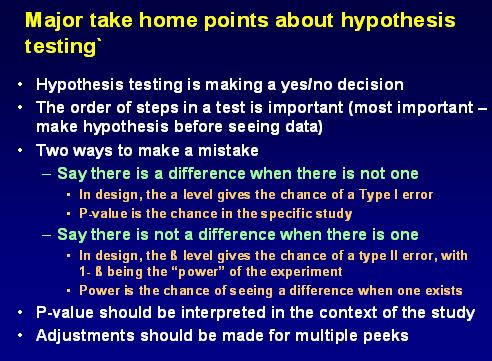 Major take home points about hypothesis
testing`
• Hypothesis testing is making a yes/no decision
• The order of steps in a test is important (most important –
make hypothesis before seeing data)
• Two ways to make a mistake
– Say there is a difference when there is not one
• In design, the a level gives the chance of a Type I error
• P-value is the chance in the specific study
– Say there is not a difference when there is one
• In design, the ß level gives the chance of a type II error, with
1- ß being the “power” of the experiment
• Power is the chance of seeing a difference when one exists
• P-value should be interpreted in the context of the study
• Adjustments should be made for multiple peeks